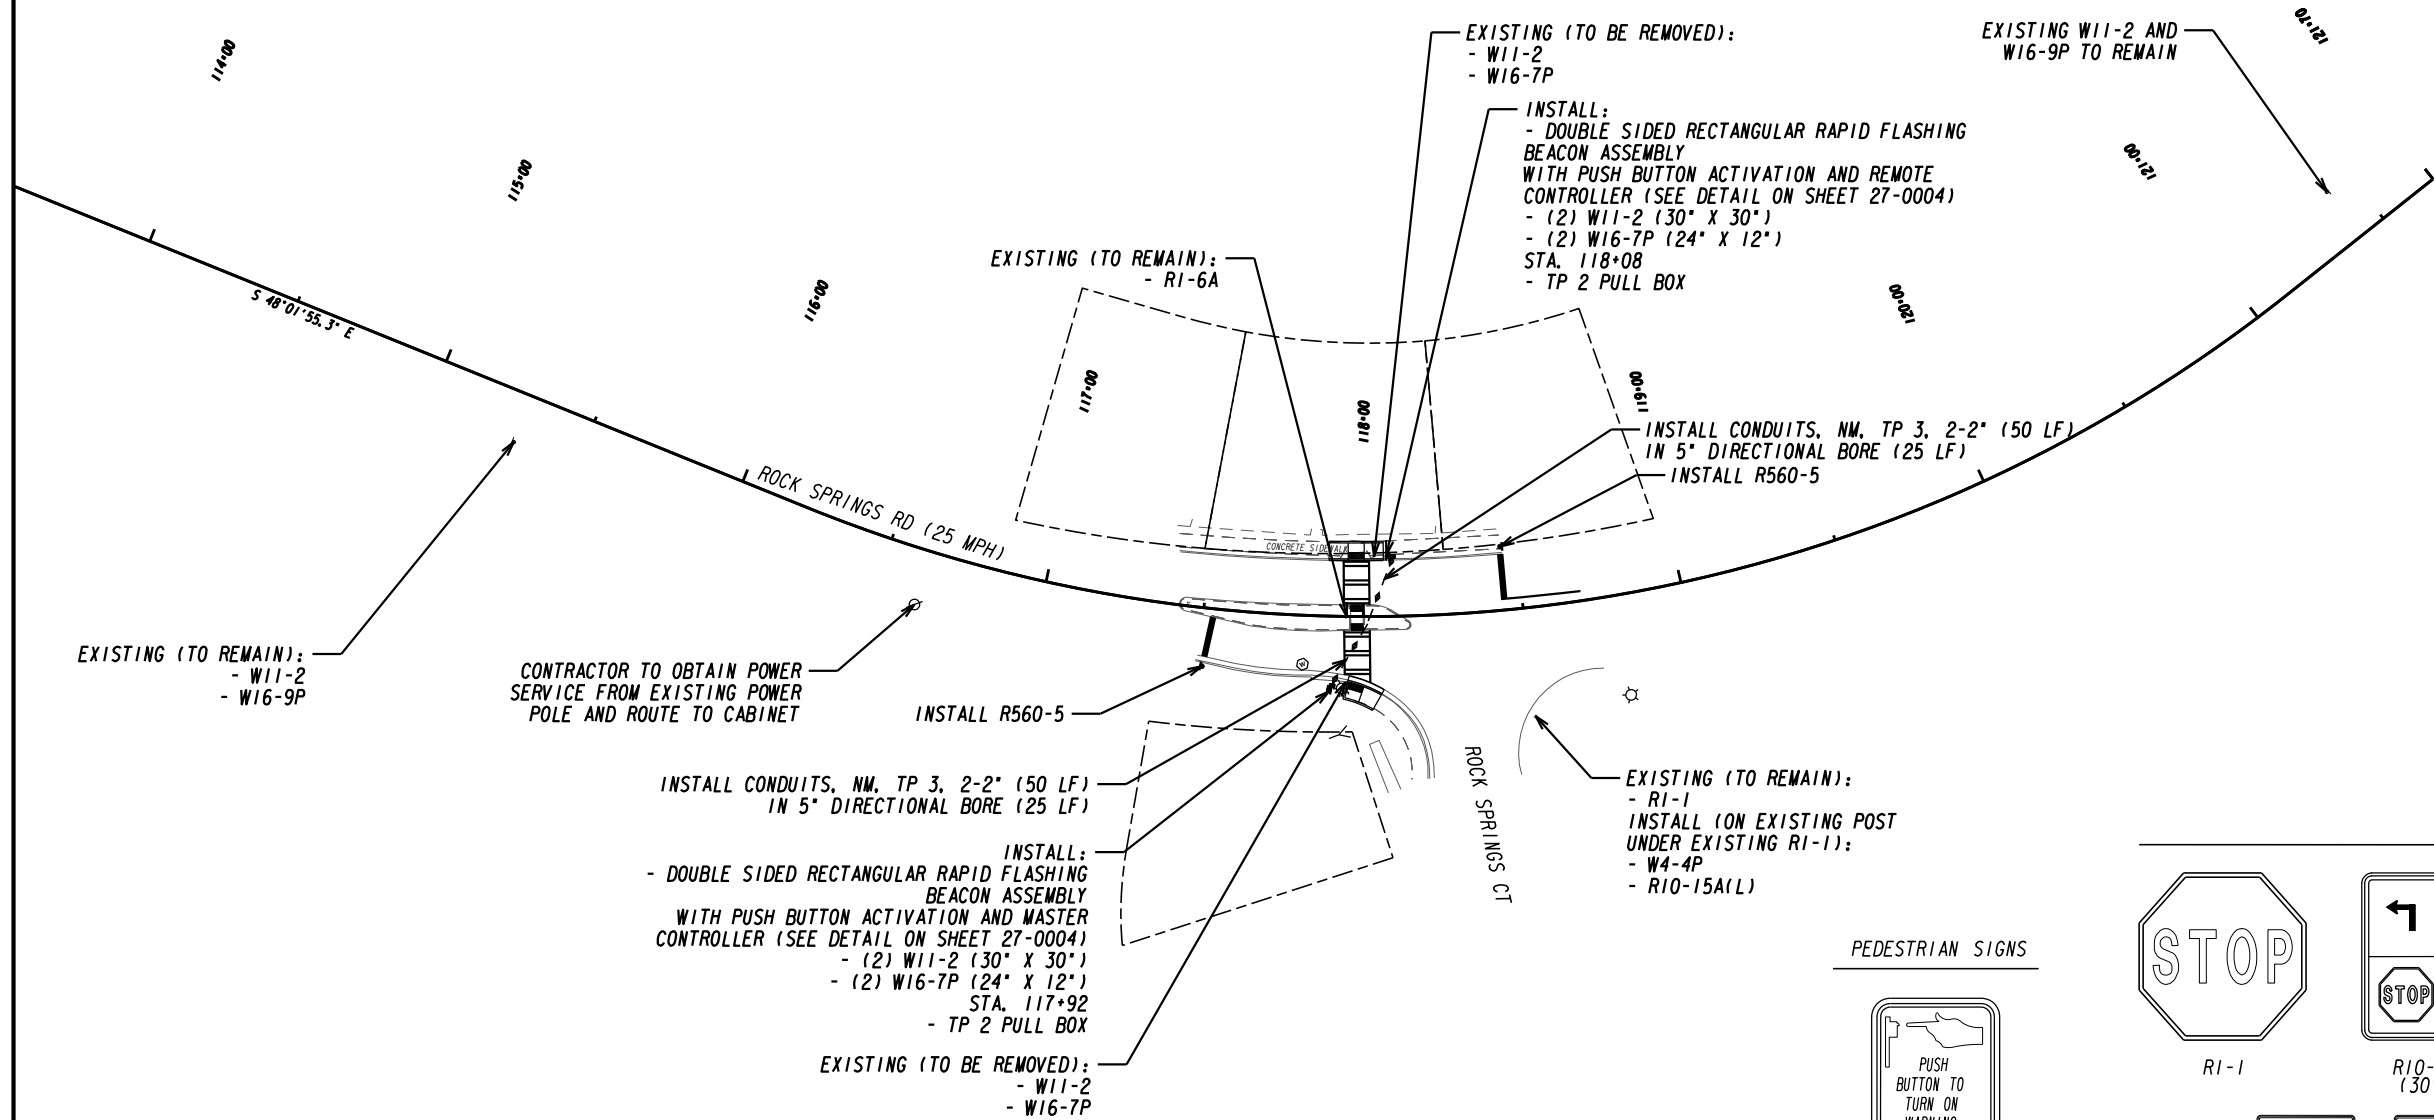 114+00
115+00
116+00
117+00
118+00
119+00
120+00
121+00
121+70
S 48°01'55.3" E
ROCK SPRINGS RD (25 MPH)
EXISTING (TO BE REMOVED):
- W11-2
- W16-7P
EXISTING W11-2 AND
W16-9P TO REMAIN
INSTALL:
- DOUBLE SIDED RECTANGULAR RAPID FLASHING
BEACON ASSEMBLY
WITH PUSH BUTTON ACTIVATION AND REMOTE
CONTROLLER (SEE DETAIL ON SHEET 27-0004)
- (2) W11-2 (30" X 30")
- (2) W16-7P (24" X 12")
STA. 118+08
- TP 2 PULL BOX
EXISTING (TO REMAIN):
- R1-6A
INSTALL CONDUITS, NM, TP 3, 2-2" (50 LF)
IN 5" DIRECTIONAL BORE (25 LF)
INSTALL R560-5
CONCRETE SIDEWALK
EXISTING (TO REMAIN):
- W11-2
- W16-9P
CONTRACTOR TO OBTAIN POWER
SERVICE FROM EXISTING POWER
POLE AND ROUTE TO CABINET
INSTALL R560-5
INSTALL CONDUITS, NM, TP 3, 2-2" (50 LF)
IN 5" DIRECTIONAL BORE (25 LF)
INSTALL:
- DOUBLE SIDED RECTANGULAR RAPID FLASHING
BEACON ASSEMBLY
WITH PUSH BUTTON ACTIVATION AND MASTER
CONTROLLER (SEE DETAIL ON SHEET 27-0004)
- (2) W11-2 (30" X 30")
- (2) W16-7P (24" X 12")
STA. 117+92
- TP 2 PULL BOX
EXISTING (TO BE REMOVED):
- W11-2
- W16-7P
ROCK SPRINGS CT
EXISTING (TO REMAIN):
- R1-1
INSTALL (ON EXISTING POST
UNDER EXISTING R1-1):
- W4-4P
- R10-15A(L)
PEDESTRIAN SIGNS
PUSH
BUTTON TO
TURN ON
STOP
R1-1
STOP
R10-
(30